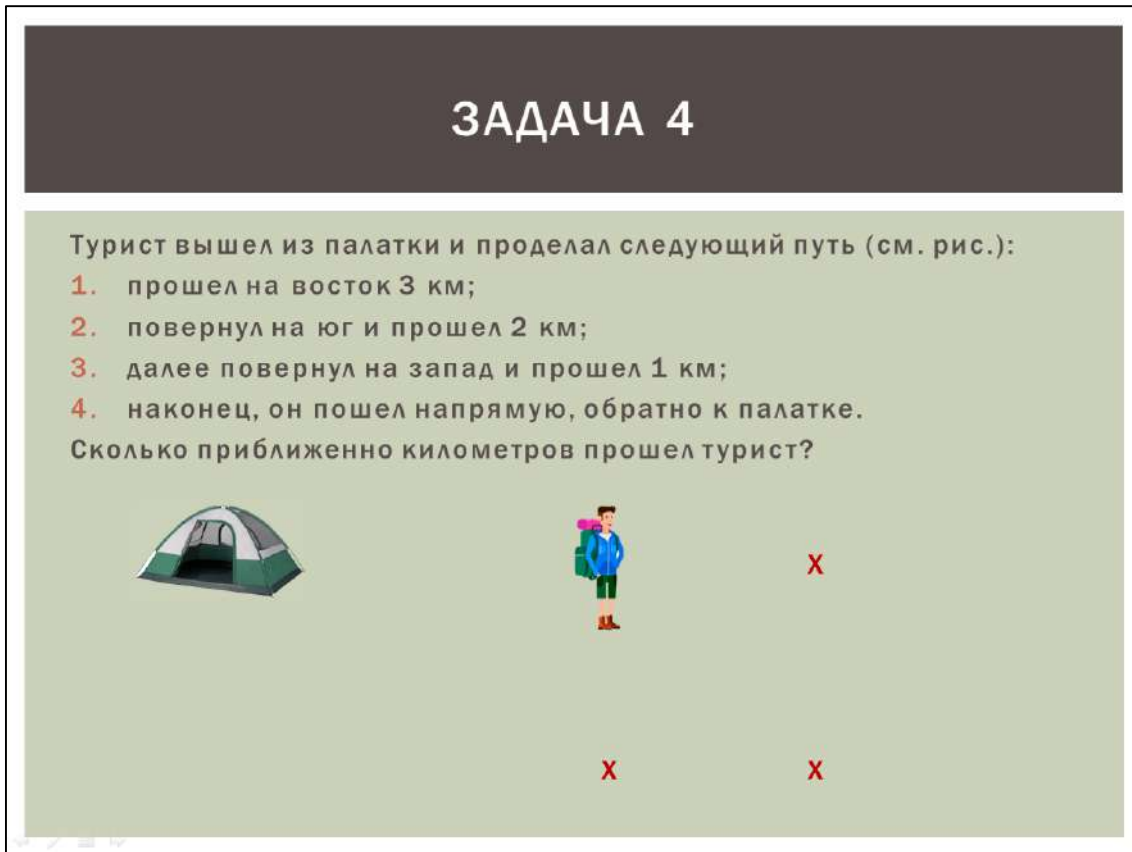 ЗАДАЧА 4
Турист вышел из палатки и проделал следующий путь (см. рис.):
1. прошел на восток 3 км;
2. повернул на юг и прошел 2 км;
3. далее повернул на запад и прошел 1 км;
4. наконец, он пошел напрямую, обратно к палатке.
Сколько приближенно километров прошел турист?
X
X X